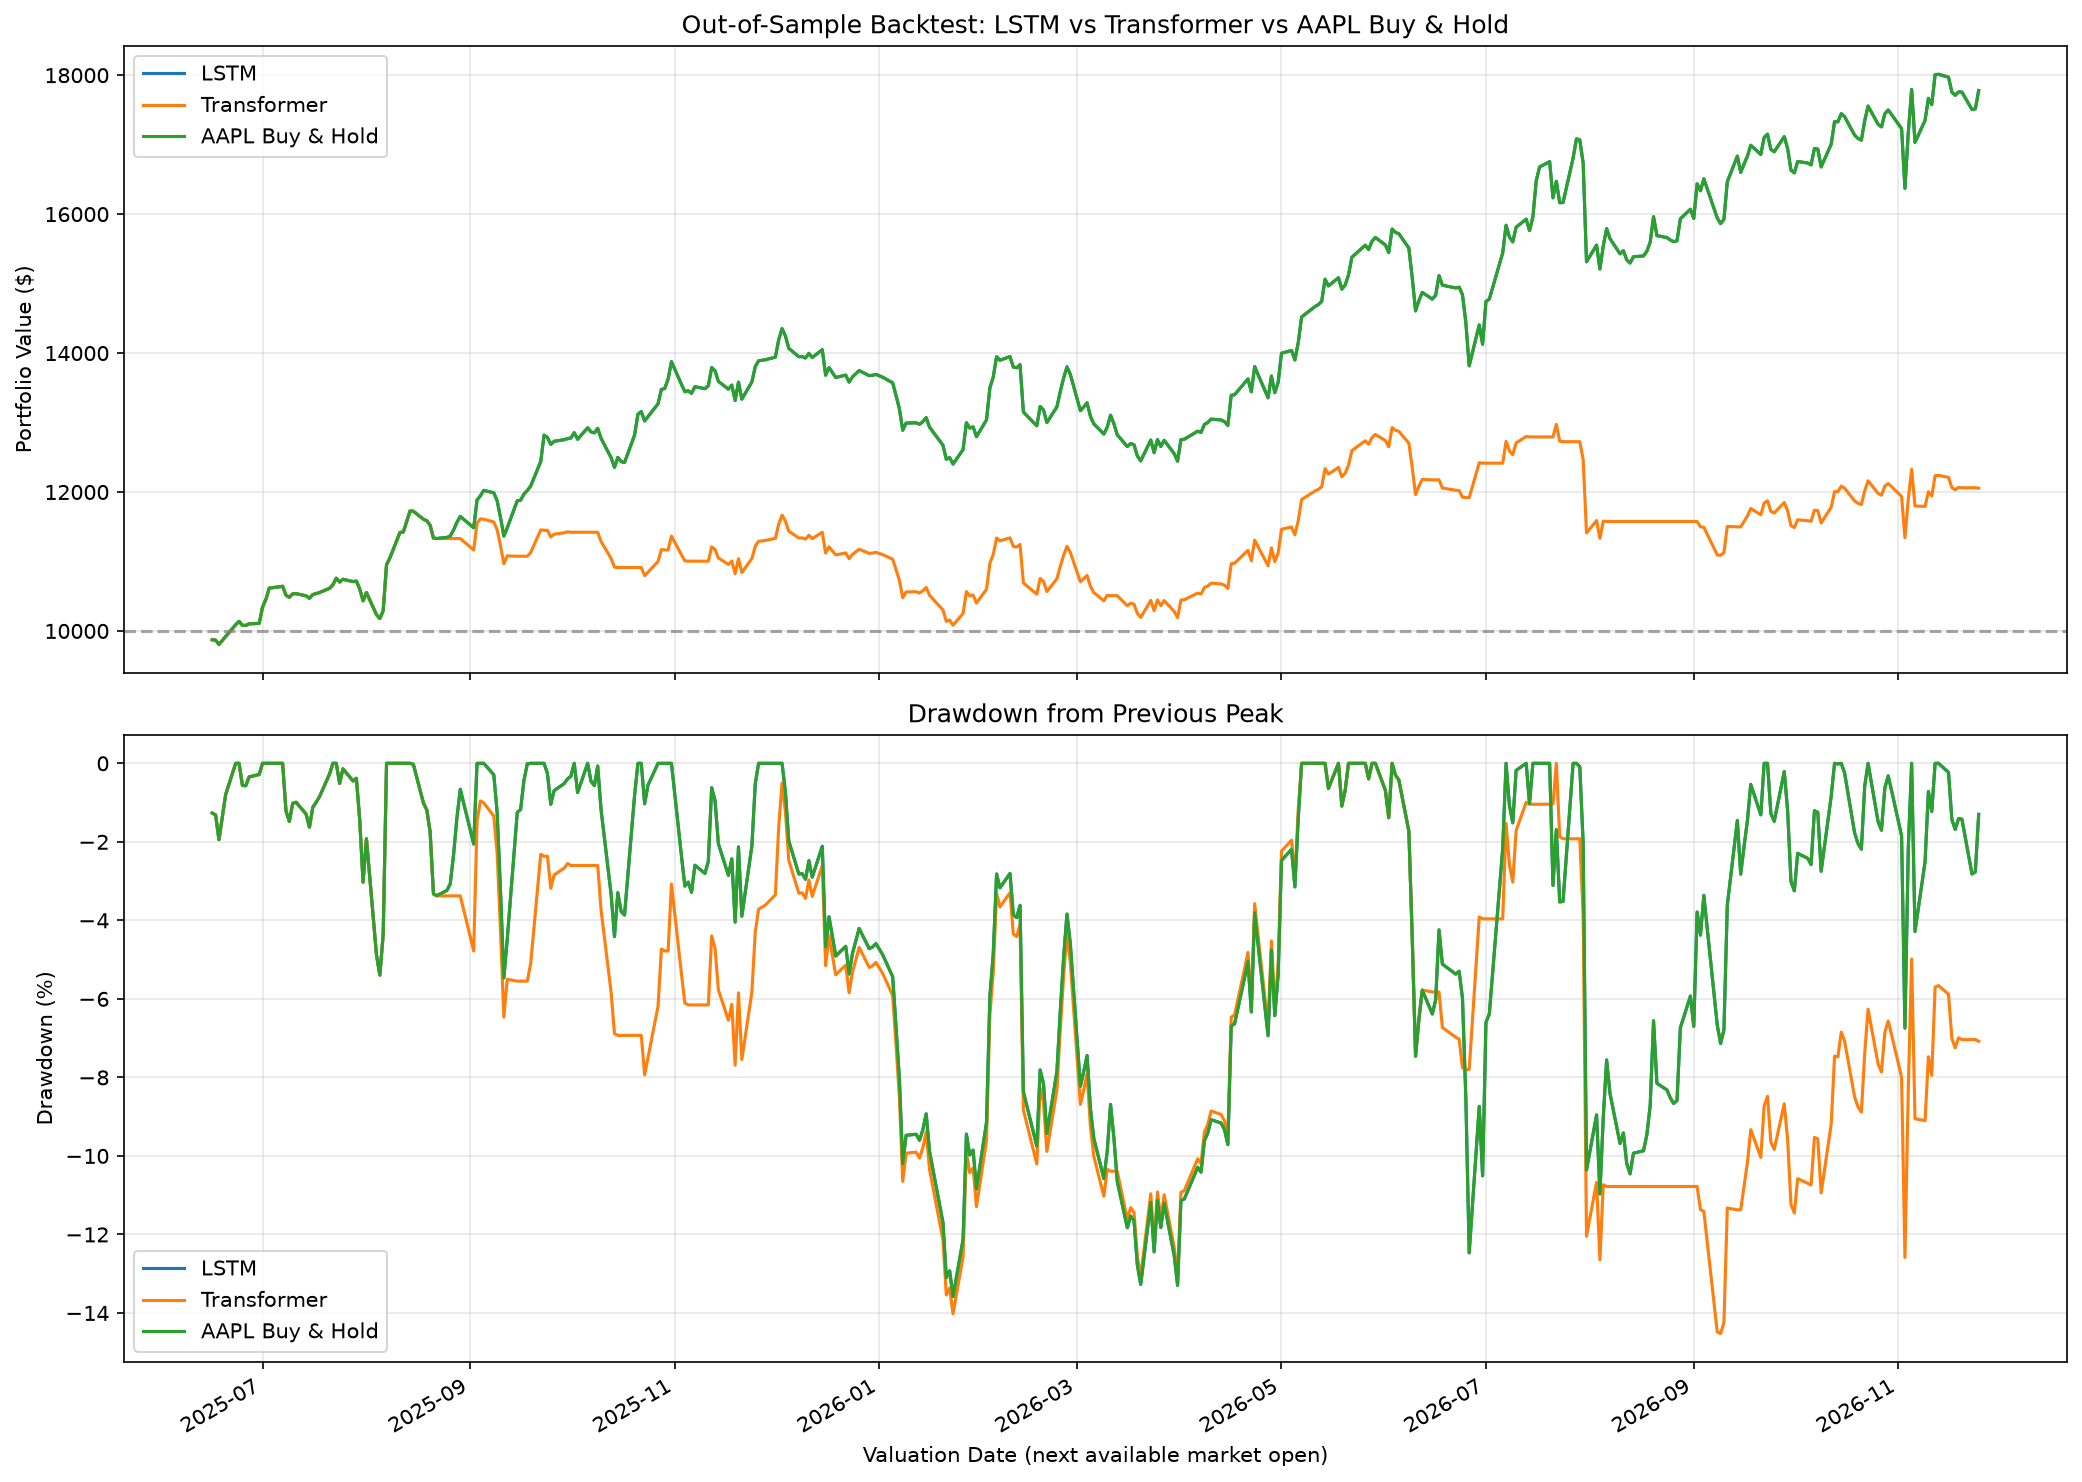 Out-of-Sample Backtest: LSTM vs Transformer vs AAPL Buy & Hold
LSTM
Transformer
AAPL Buy & Hold
18000
16000
14000
12000
10000
Portfolio Value ($)
Drawdown from Previous Peak
0
−2
−4
−6
−8
−10
−12
−14
Drawdown (%)
LSTM
Transformer
AAPL Buy & Hold
2025-07
2025-09
2025-11
2026-01
2026-03
2026-05
2026-07
2026-09
2026-11
Valuation Date (next available market open)